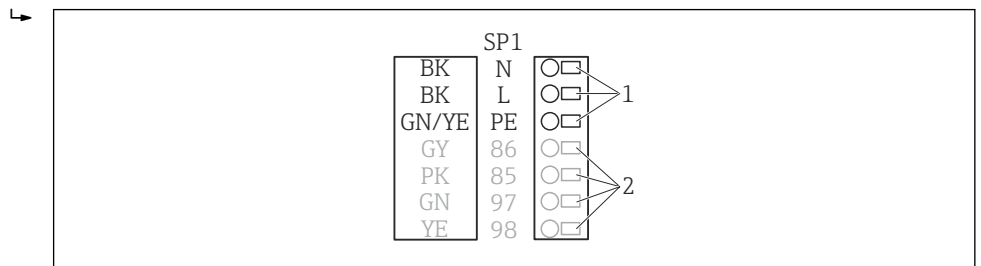 SP1
BK N
BK L 1
GN/YE PE
GY 86
PK 85 2
GN 97
YE 98